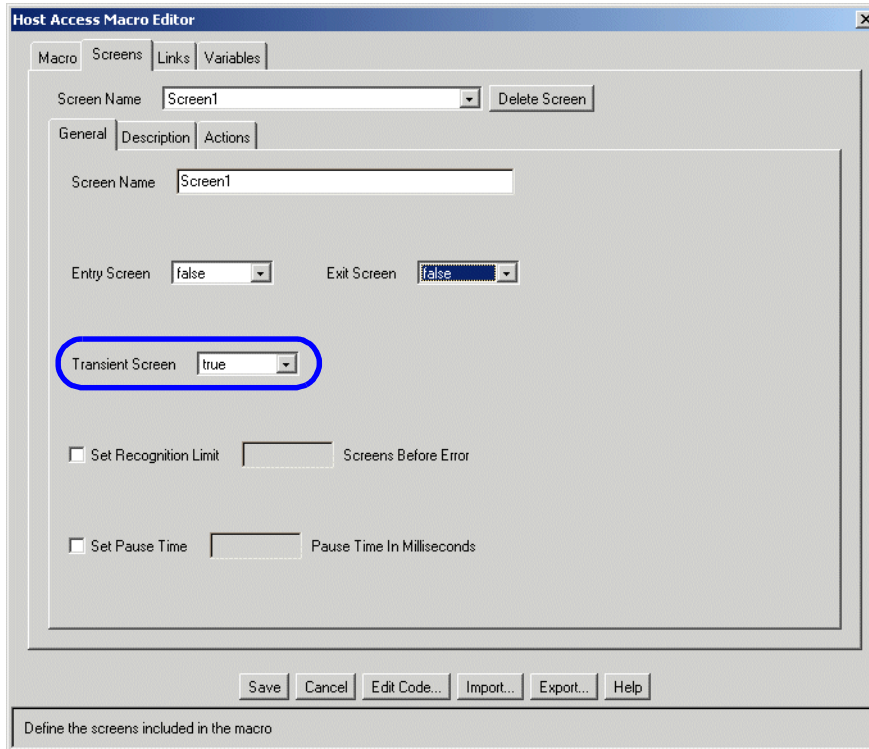 Host Access Macro Editor
Macro Screens Links Variables
Screen Name Screen1 Delete Screen
General Description Actions
Screen Name Screen1
Entry Screen false Exit Screen false
Transient Screen true
Set Recognition Limit Screens Before Error
Set Pause Time Pause Time In Milliseconds
Save Cancel Edit Code... Import... Export... Help
Define the screens included in the macro